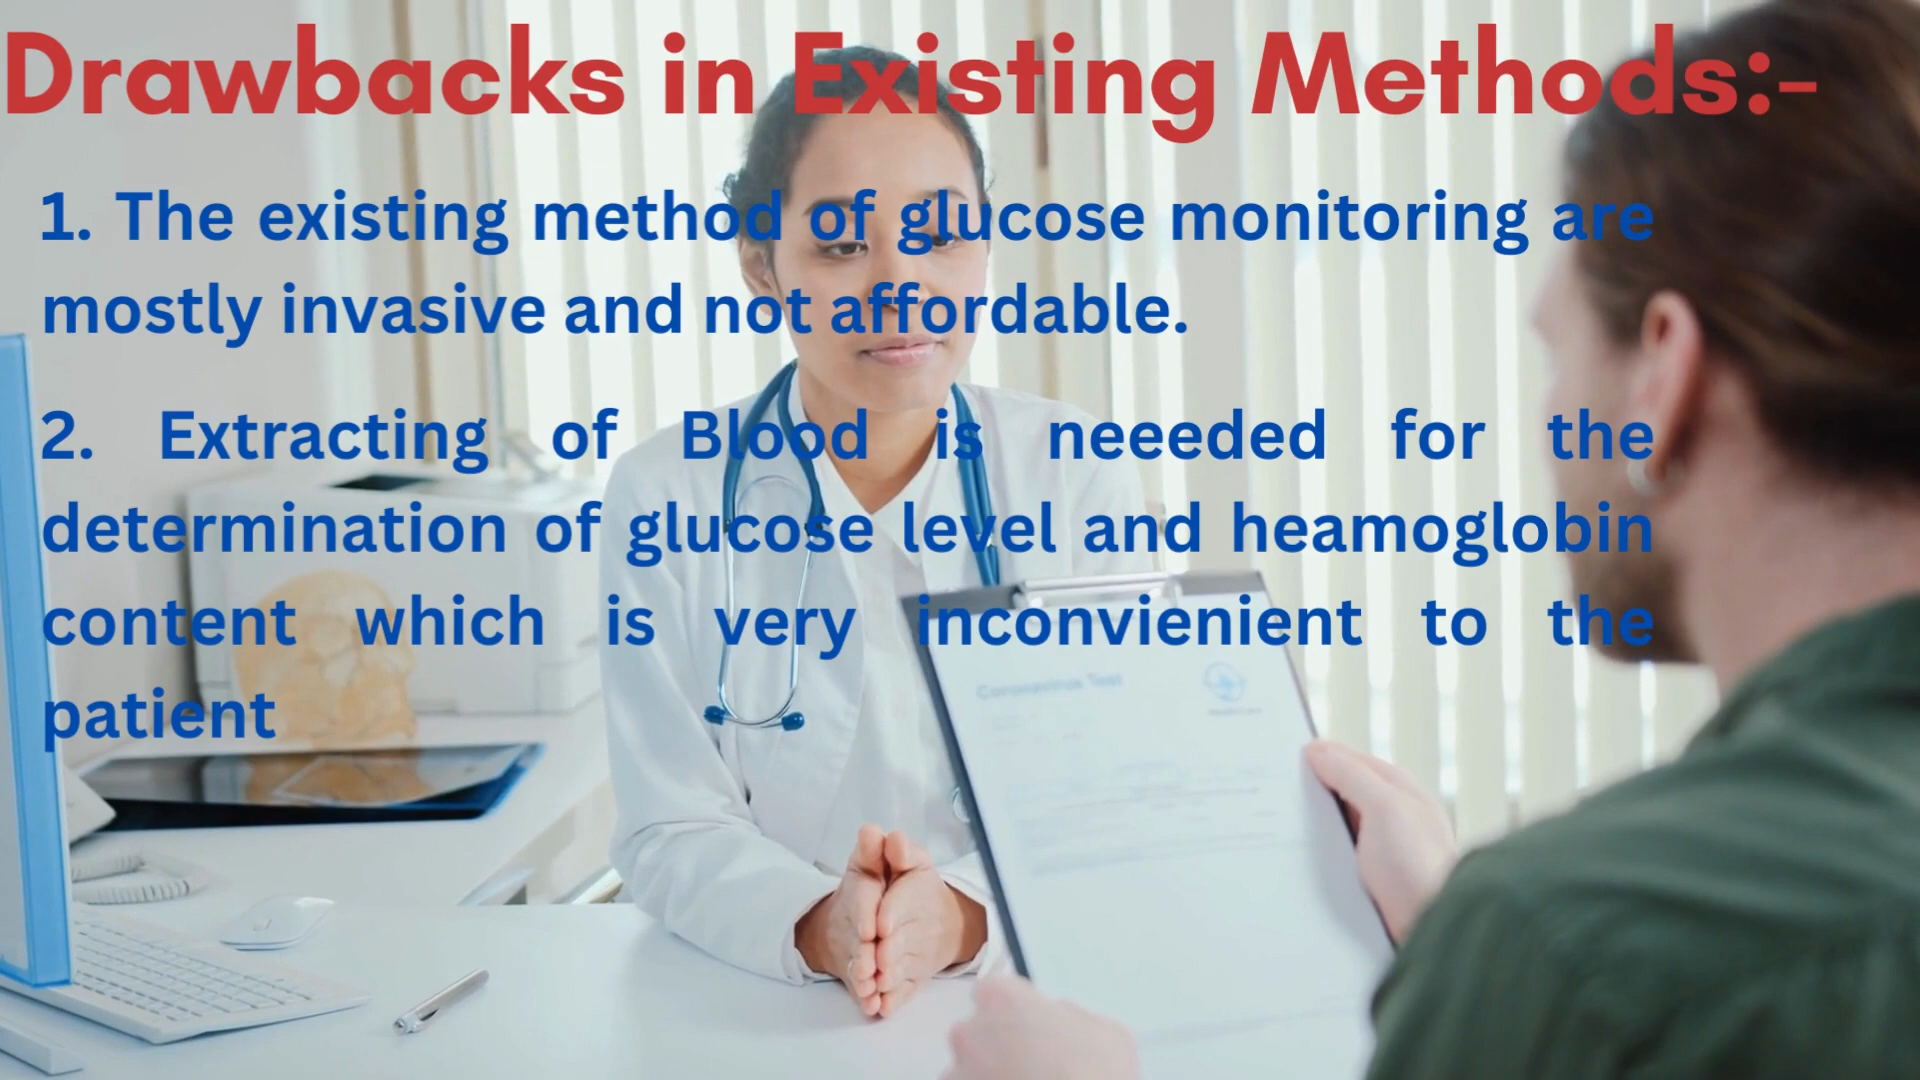 Drawbacks in Existing Methods:-
1. The existing method of glucose monitoring are
mostly invasive and not affordable.
2. Extracting of Blood is neeeded for the
determination of glucose level and heamoglobin
content which is very inconvienient to the
patient
Coronavirus Test